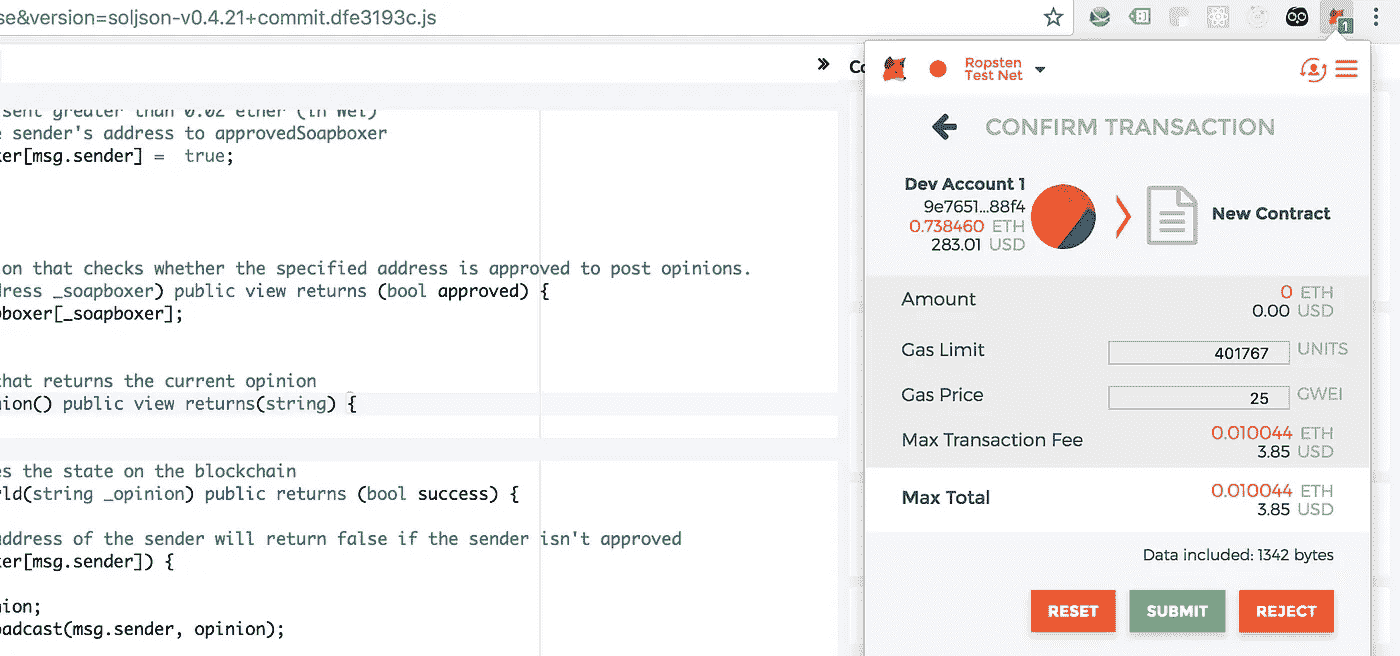 se&version=soljson-v0.4.21+commit.dfe3193c.js
1
» Co
sent greater than 0.02 ether (in Wei)
e sender's address to approvedSoapboxer
ker[msg.sender] =  true;
on that checks whether the specified address is approved to post opinions.
dress _soapboxer) public view returns (bool approved) {
pboxer[_soapboxer];
that returns the current opinion
nion() public view returns(string) {
es the state on the blockchain
rld(string _opinion) public returns (bool success) {
address of the sender will return false if the sender isn't approved
ker[msg.sender]) {
nion;
oadcast(msg.sender, opinion);
Ropsten
Test Net
CONFIRM TRANSACTION
Dev Account 1
9e7651...88f4
0.738460 ETH
283.01 USD
New Contract
Amount
0 ETH
0.00 USD
Gas Limit 401767 UNITS
Gas Price 25 GWEI
Max Transaction Fee
0.010044 ETH
3.85 USD
Max Total
0.010044 ETH
3.85 USD
Data included: 1342 bytes
RESET SUBMIT REJECT